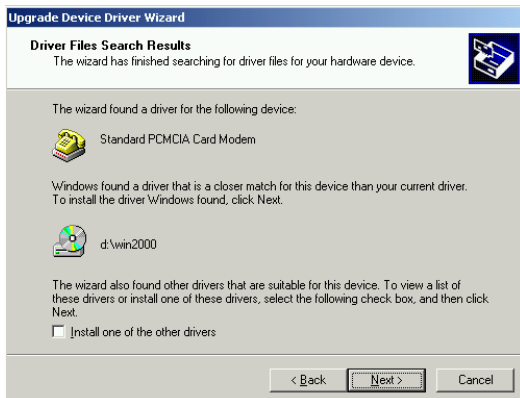 Upgrade Device Driver Wizard
Driver Files Search Results
The wizard has finished searching for driver files for your hardware device.
The wizard found a driver for the following device:
Standard PCMCIA Card Modem
Windows found a driver that is a closer match for this device than your current driver.
To install the driver Windows found, click Next.
d:\win2000
The wizard also found other drivers that are suitable for this device. To view a list of
these drivers or install one of these drivers, select the following check box, and then click
Next.
Install one of the other drivers
< Back Next > Cancel